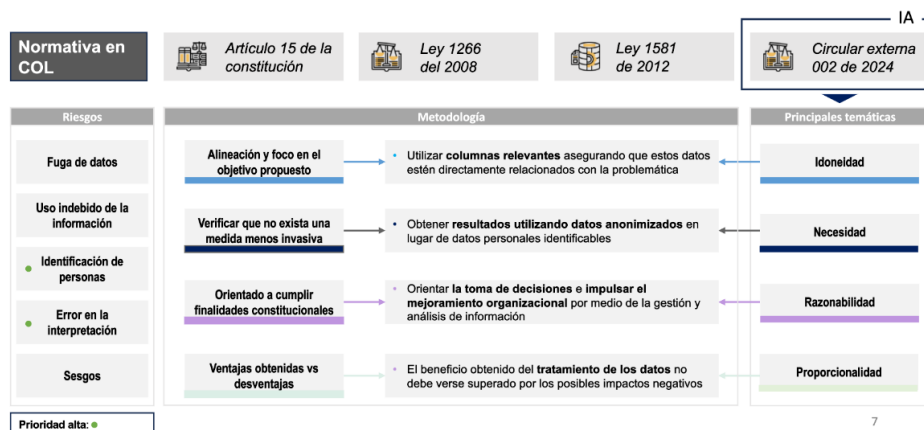 IA
Normativa en
COL
Artículo 15 de la
constitución
Ley 1266
del 2008
Ley 1581
de 2012
Circular externa
002 de 2024
Riesgos
Metodología
Principales temáticas
Fuga de datos
Alineación y foco en el
objetivo propuesto
• Utilizar columnas relevantes asegurando que estos datos
estén directamente relacionados con la problemática
Idoneidad
Uso indebido de la
información
Verificar que no exista una
medida menos invasiva
• Obtener resultados utilizando datos anonimizados en
lugar de datos personales identificables
Necesidad
Identificación de
personas
Orientado a cumplir
finalidades constitucionales
• Orientar la toma de decisiones e impulsar el
mejoramiento organizacional por medio de la gestión y
análisis de información
Razonabilidad
Error en la
interpretación
Sesgos
Ventajas obtenidas vs
desventajas
• El beneficio obtenido del tratamiento de los datos no
debe verse superado por los posibles impactos negativos
Proporcionalidad
Prioridad alta:
7